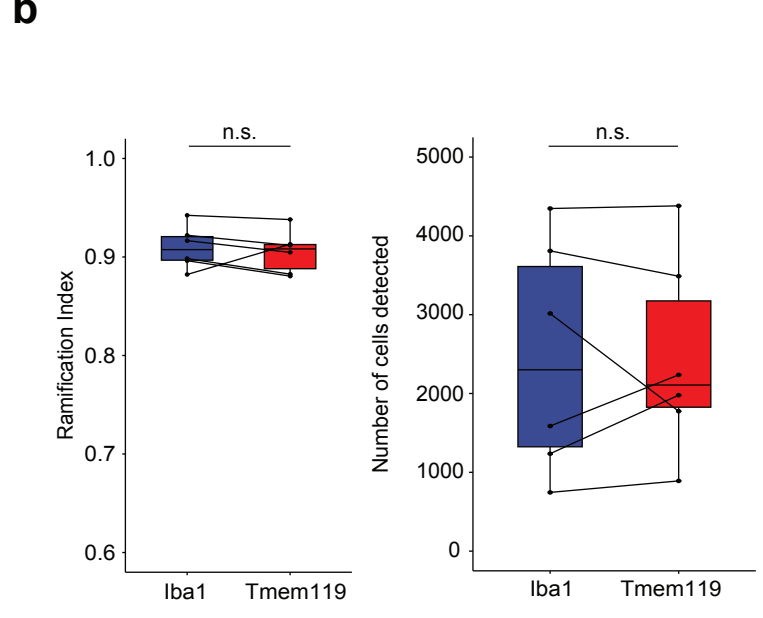 b
n.s.
1.0
0.9
0.8
0.7
0.6
Ramification Index
Iba1
Tmem119
n.s.
5000
4000
3000
2000
1000
0
Number of cells detected
Iba1
Tmem119